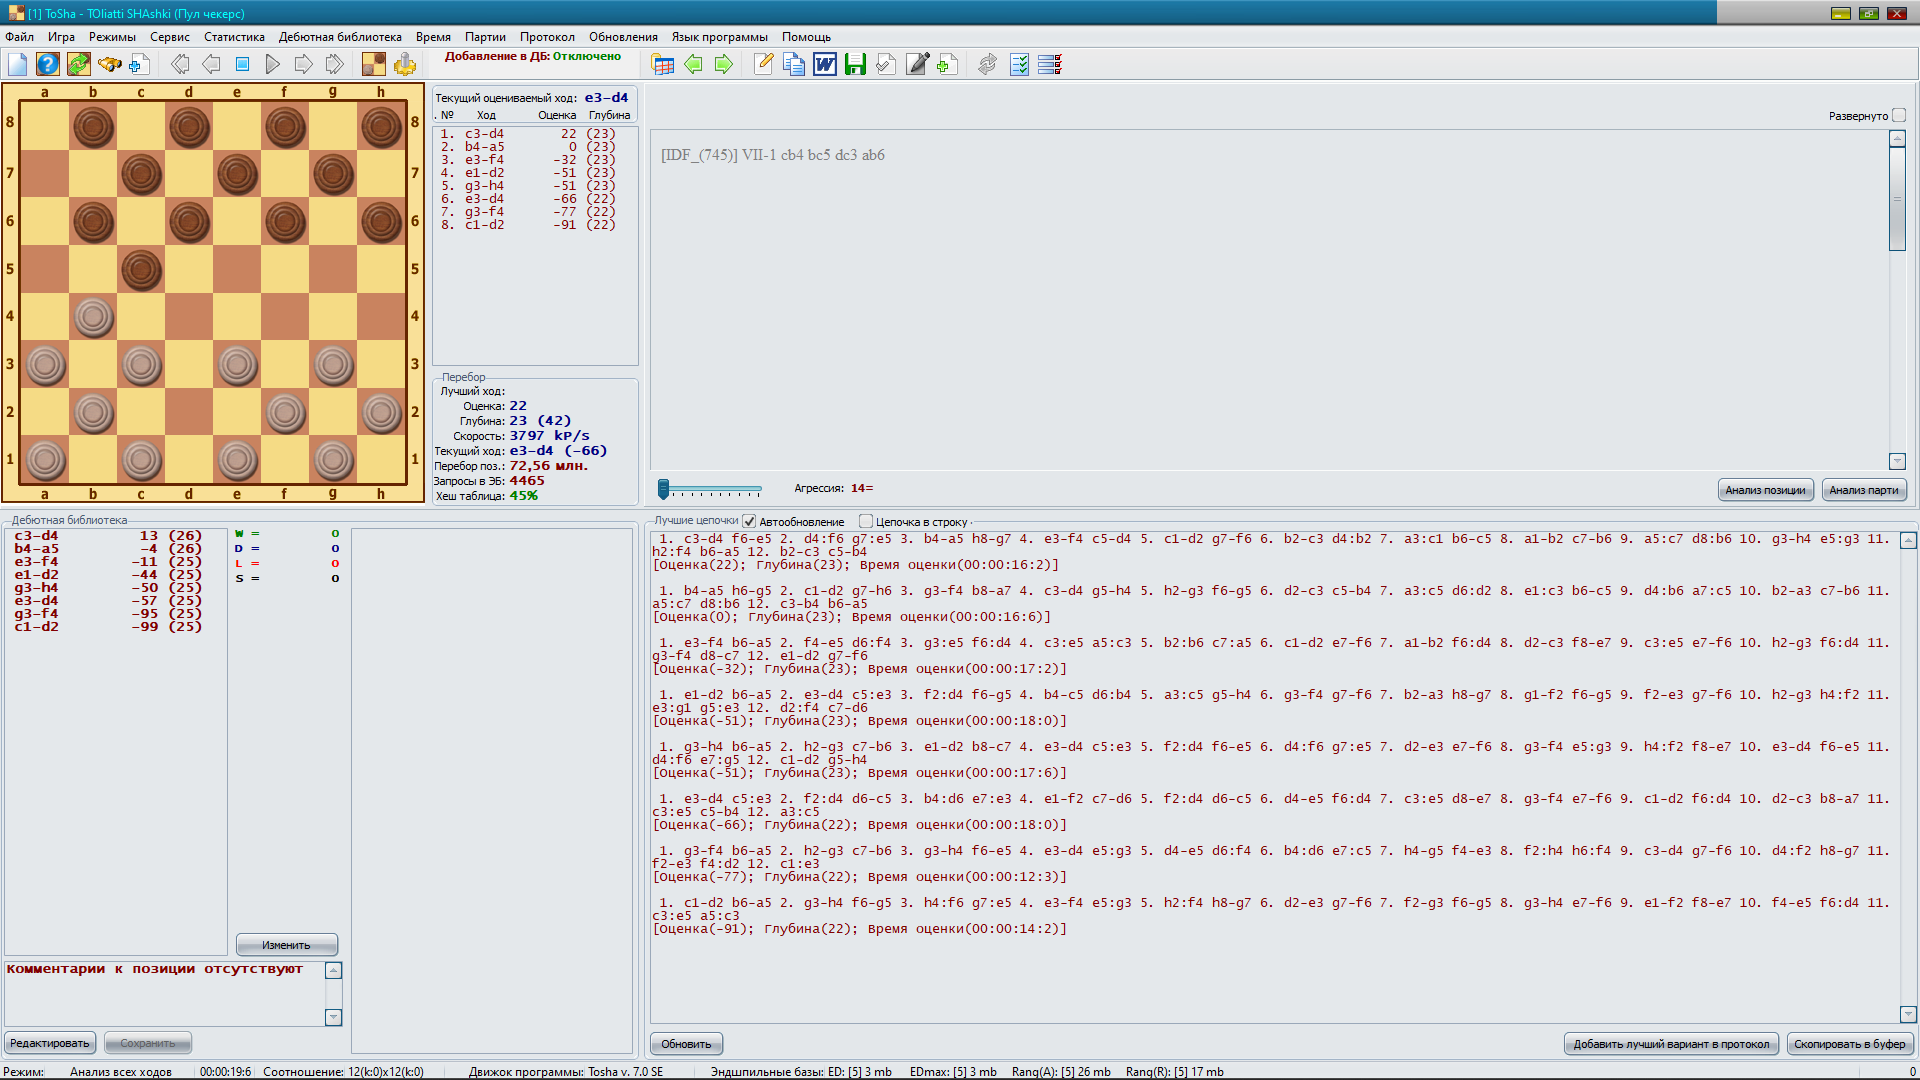 [1] ToSha - TOliatti SHAshki (Пул чекерс)
Файл Игра Режимы Сервис Статистика Дебютная библиотека Время Партии Протокол Обновления Язык программы Помощь
Добавление в ДБ: Отключено
a b c d e f g h
8 8
7 7
6 6
5 5
4 4
3 3
2 2
1 1
a b c d e f g h
Текущий оцениваемый ход: e3-d4
. № Ход Оценка Глубина
1. c3-d4 22 (23)
2. b4-a5 0 (23)
3. e3-f4 -32 (23)
4. e1-d2 -51 (23)
5. g3-h4 -51 (23)
6. e3-d4 -66 (22)
7. g3-f4 -77 (22)
8. c1-d2 -91 (22)
Перебор
Лучший ход:
Оценка: 22
Глубина: 23 (42)
Скорость: 3797 kP/s
Текущий ход: e3-d4 (-66)
Перебор поз.: 72,56 млн.
Запросы в ЭБ: 4465
Хеш таблица: 45%
Развернуто
[IDF_(745)] VII-1 cb4 bc5 dc3 ab6
Агрессия: 14=
Анализ позиции
Анализ парти
Дебютная библиотека
c3-d4 13 (26)
b4-a5 -4 (26)
e3-f4 -11 (25)
e1-d2 -44 (25)
g3-h4 -50 (25)
e3-d4 -57 (25)
g3-f4 -95 (25)
c1-d2 -99 (25)
W = 0
D = 0
L = 0
S = 0
Изменить
Комментарии к позиции отсутствуют
Редактировать
Сохранить
Лучшие цепочки Автообновление Цепочка в строку
1. c3-d4 f6-e5 2. d4:f6 g7:e5 3. b4-a5 h8-g7 4. e3-f4 c5-d4 5. c1-d2 g7-f6 6. b2-c3 d4:b2 7. a3:c1 b6-c5 8. a1-b2 c7-b6 9. a5:c7 d8:b6 10. g3-h4 e5:g3 11.
h2:f4 b6-a5 12. b2-c3 c5-b4
[Оценка(22); Глубина(23); Время оценки(00:00:16:2)]
1. b4-a5 h6-g5 2. c1-d2 g7-h6 3. g3-f4 b8-a7 4. c3-d4 g5-h4 5. h2-g3 f6-g5 6. d2-c3 c5-b4 7. a3:c5 d6:d2 8. e1:c3 b6-c5 9. d4:b6 a7:c5 10. b2-a3 c7-b6 11.
a5:c7 d8:b6 12. c3-b4 b6-a5
[Оценка(0); Глубина(23); Время оценки(00:00:16:6)]
1. e3-f4 b6-a5 2. f4-e5 d6:f4 3. g3:e5 f6:d4 4. c3:e5 a5:c3 5. b2:b6 c7:a5 6. c1-d2 e7-f6 7. a1-b2 f6:d4 8. d2-c3 f8-e7 9. c3:e5 e7-f6 10. h2-g3 f6:d4 11.
g3-f4 d8-c7 12. e1-d2 g7-f6
[Оценка(-32); Глубина(23); Время оценки(00:00:17:2)]
1. e1-d2 b6-a5 2. e3-d4 c5:e3 3. f2:d4 f6-g5 4. b4-c5 d6:b4 5. a3:c5 g5-h4 6. g3-f4 g7-f6 7. b2-a3 h8-g7 8. g1-f2 f6-g5 9. f2-e3 g7-f6 10. h2-g3 h4:f2 11.
e3:g1 g5:e3 12. d2:f4 c7-d6
[Оценка(-51); Глубина(23); Время оценки(00:00:18:0)]
1. g3-h4 b6-a5 2. h2-g3 c7-b6 3. e1-d2 b8-c7 4. e3-d4 c5:e3 5. f2:d4 f6-e5 6. d4:f6 g7:e5 7. d2-e3 e7-f6 8. g3-f4 e5:g3 9. h4:f2 f8-e7 10. e3-d4 f6-e5 11.
d4:f6 e7:g5 12. c1-d2 g5-h4
[Оценка(-51); Глубина(23); Время оценки(00:00:17:6)]
1. e3-d4 c5:e3 2. f2:d4 d6-c5 3. b4:d6 e7:e3 4. e1-f2 c7-d6 5. f2:d4 d6-c5 6. d4-e5 f6:d4 7. c3:e5 d8-e7 8. g3-f4 e7-f6 9. c1-d2 f6:d4 10. d2-c3 b8-a7 11.
c3:e5 c5-b4 12. a3:c5
[Оценка(-66); Глубина(22); Время оценки(00:00:18:0)]
1. g3-f4 b6-a5 2. h2-g3 c7-b6 3. g3-h4 f6-e5 4. e3-d4 e5:g3 5. d4-e5 d6:f4 6. b4:d6 e7:c5 7. h4-g5 f4-e3 8. f2:h4 h6:f4 9. c3-d4 g7-f6 10. d4:f2 h8-g7 11.
f2-e3 f4:d2 12. c1:e3
[Оценка(-77); Глубина(22); Время оценки(00:00:12:3)]
1. c1-d2 b6-a5 2. g3-h4 f6-g5 3. h4:f6 g7:e5 4. e3-f4 e5:g3 5. h2:f4 h8-g7 6. d2-e3 g7-f6 7. f2-g3 f6-g5 8. g3-h4 e7-f6 9. e1-f2 f8-e7 10. f4-e5 f6:d4 11.
c3:e5 a5:c3
[Оценка(-91); Глубина(22); Время оценки(00:00:14:2)]
Обновить
Добавить лучший вариант в протокол
Скопировать в буфер
Режим: Анализ всех ходов 00:00:19:6 Соотношение: 12(k:0)x12(k:0) Движок программы: Tosha v. 7.0 SE Эндшпильные базы: ED: [5] 3 mb EDmax: [5] 3 mb Rang(A): [5] 26 mb Rang(R): [5] 17 mb 0